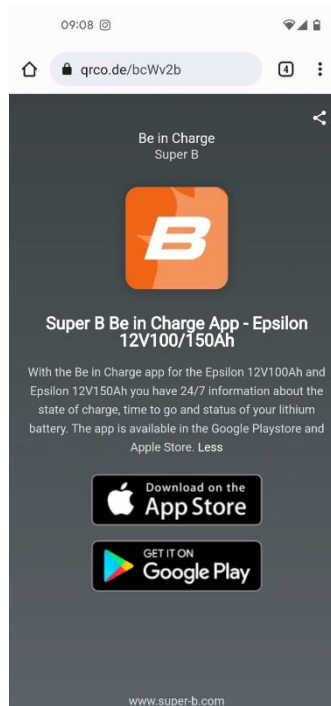 09:08
qrco.de/bcWv2b
4
Be in Charge
Super B
B
Super B Be in Charge App - Epsilon
12V100/150Ah
With the Be in Charge app for the Epsilon 12V100Ah and
Epsilon 12V150Ah you have 24/7 information about the
state of charge, time to go and status of your lithium
battery. The app is available in the Google Playstore and
Apple Store. Less
Download on the
App Store
GET IT ON
Google Play
www.super-b.com